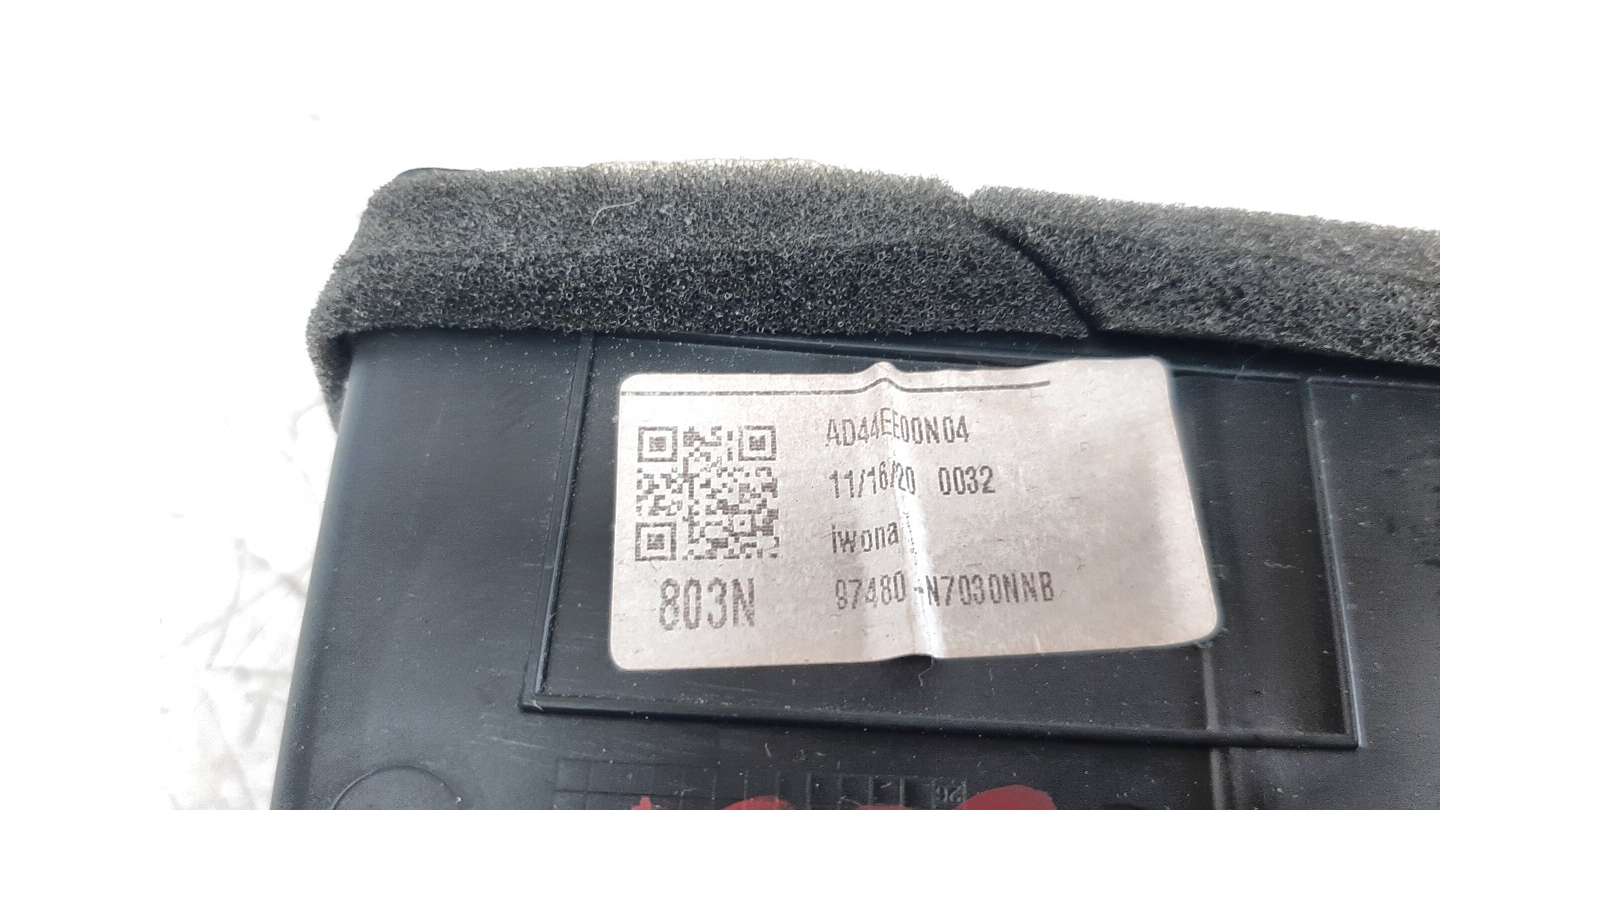 AD44EE00N04
11/16/20 0032
iwona
803N
97480-N7030NNB